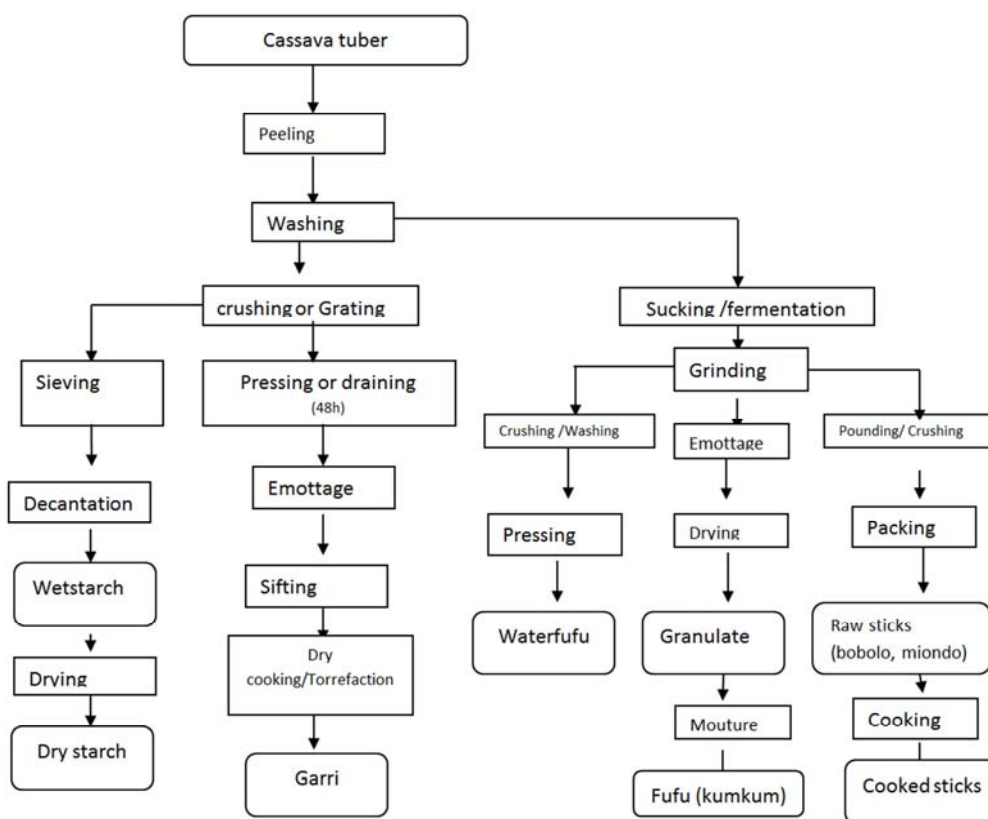 Cassava tuber
Peeling
Washing
crushing or Grating
Sucking /fermentation
Sieving
Pressing or draining
(48h)
Grinding
Crushing /Washing
Emottage
Pounding/ Crushing
Decantation
Emottage
Pressing
Drying
Packing
Wetstarch
Sifting
Waterfufu
Granulate
Raw sticks
(bobolo, miondo)
Drying
Dry
cooking/Torrefaction
Mouture
Cooking
Dry starch
Garri
Fufu (kumkum)
Cooked sticks